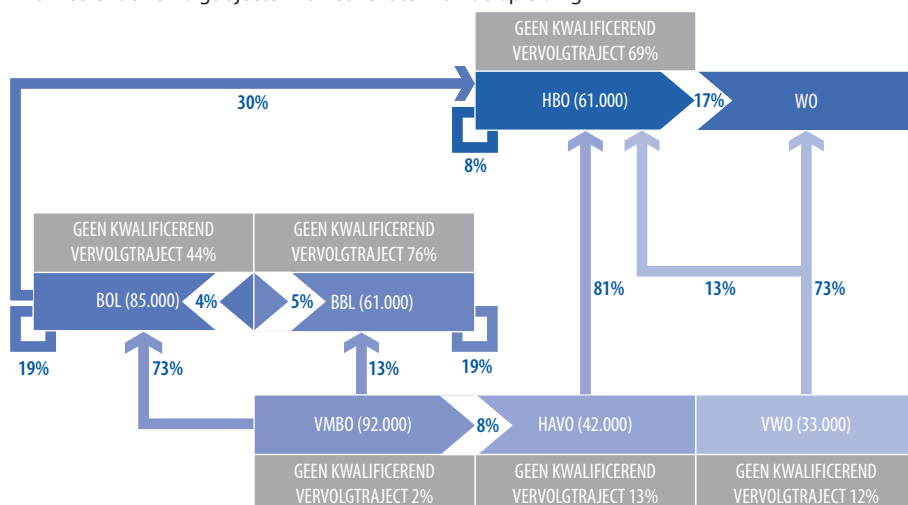 GEEN KWALIFICEREND
VERVOLGTRAJECT 69%
30%
HBO (61.000)
17%
WO
8%
GEEN KWALIFICEREND
VERVOLGTRAJECT 44%
GEEN KWALIFICEREND
VERVOLGTRAJECT 76%
BOL (85.000)
4%
5%
BBL (61.000)
81%
13%
73%
19%
73%
13%
19%
VMBO (92.000)
8%
HAVO (42.000)
VWO (33.000)
GEEN KWALIFICEREND
VERVOLGTRAJECT 2%
GEEN KWALIFICEREND
VERVOLGTRAJECT 13%
GEEN KWALIFICEREND
VERVOLGTRAJECT 12%